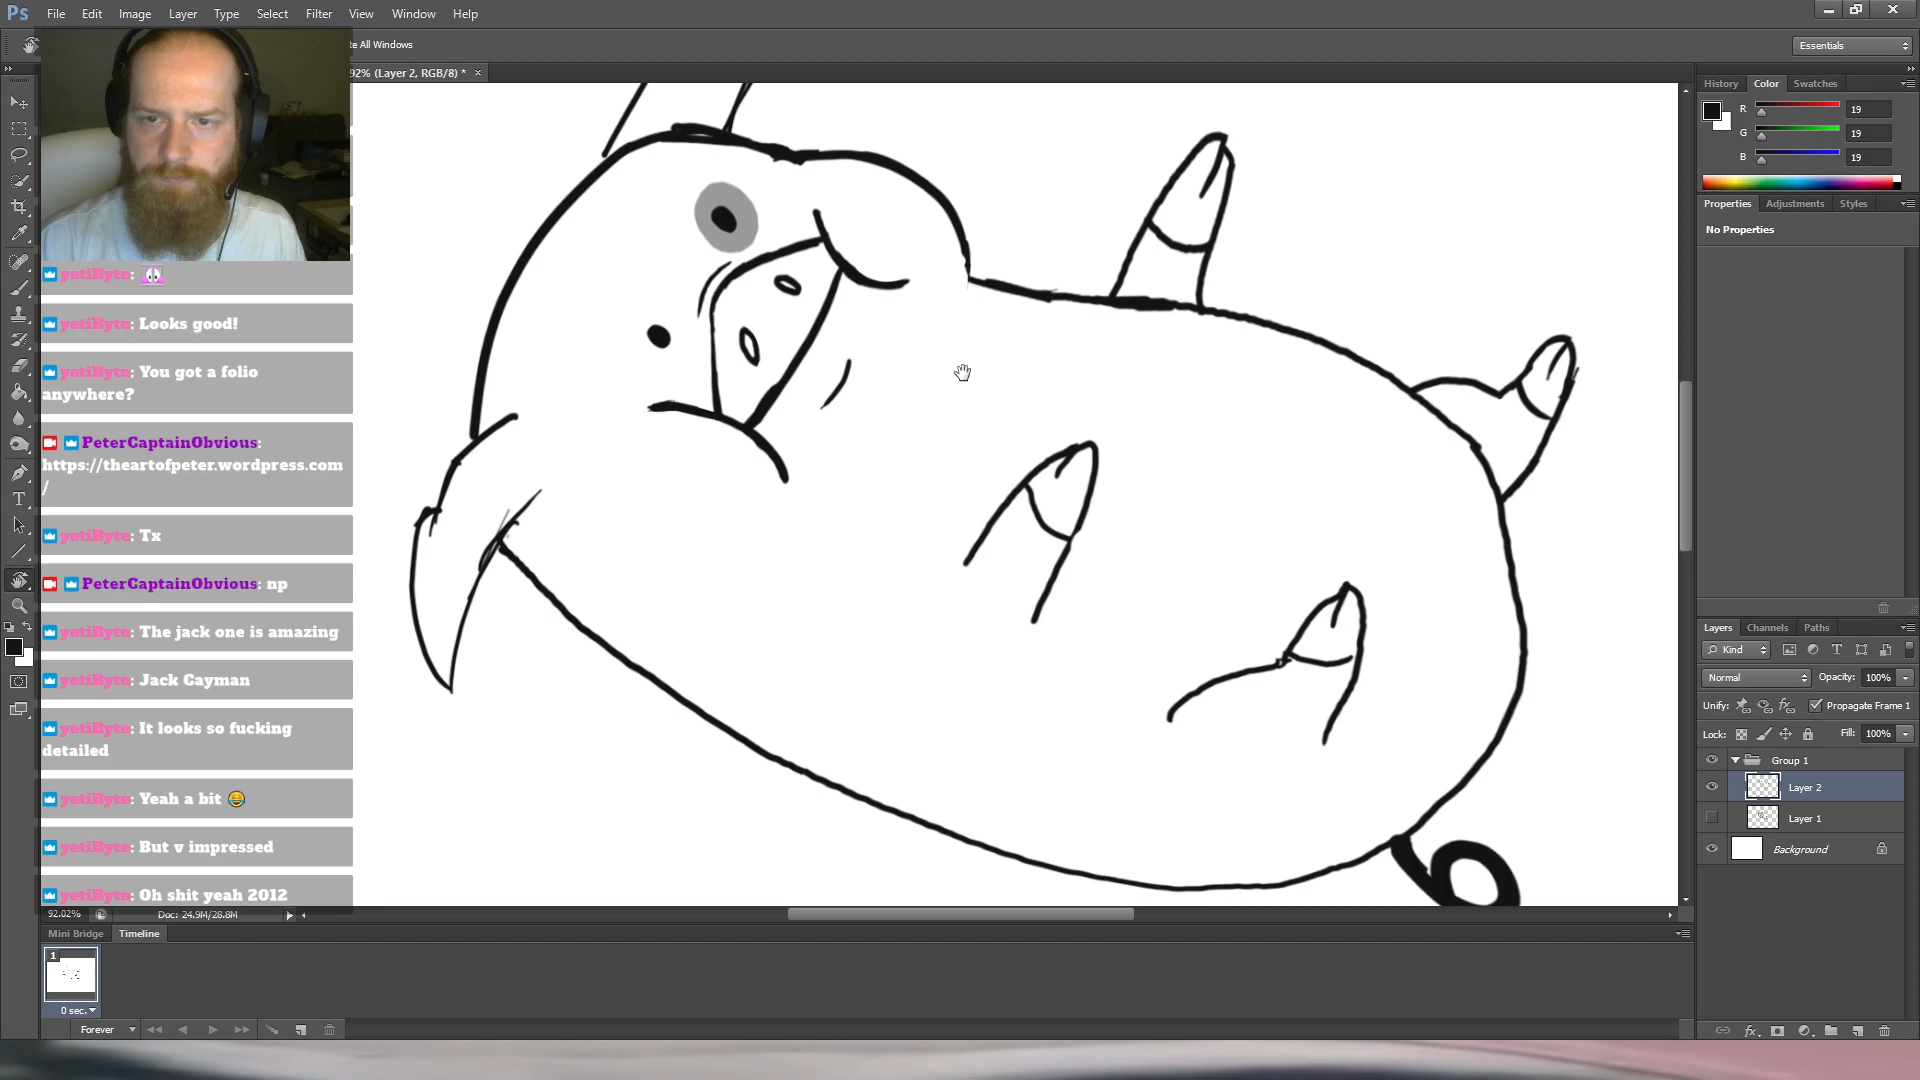 Ps File Edit Image Layer Type Select Filter View Window Help
te All Windows
Essentials
92% (Layer 2, RGB/8) * ×
History Color Swatches
R 19
G 19
B 19
Properties Adjustments Styles
No Properties
yetiByte:
yetiByte: Looks good!
yetiByte: You got a folio
anywhere?
PeterCaptainObvious:
https://theartofpeter.wordpress.com
/
yetiByte: Tx
PeterCaptainObvious: np
yetiByte: The jack one is amazing
yetiByte: Jack Cayman
yetiByte: It looks so fucking
detailed
yetiByte: Yeah a bit 😂
yetiByte: But v impressed
yetiByte: Oh shit yeah 2012
Layers Channels Paths
Kind
Normal Opacity: 100%
Unify: Propagate Frame 1
Lock: Fill: 100%
Group 1
Layer 2
Layer 1
Background
92.02% Doc: 24.9M/28.8M
Mini Bridge Timeline
1
0 sec.
Forever